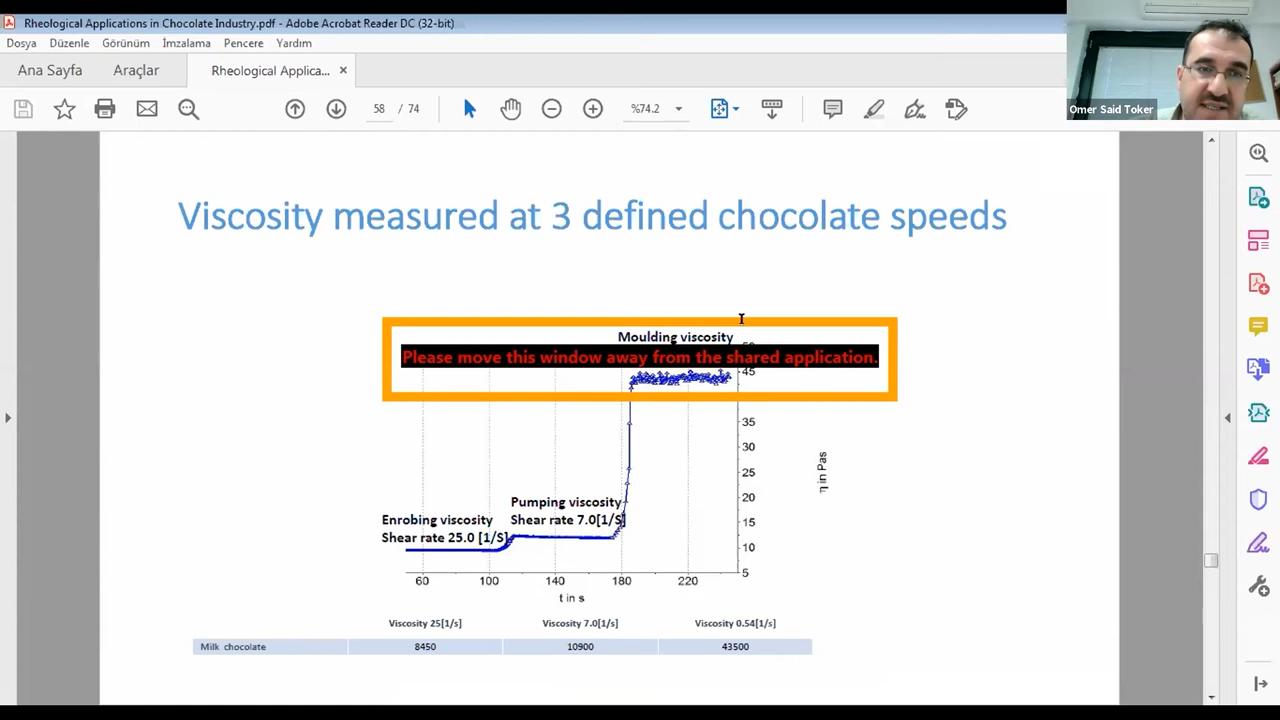 Rheological Applications in Chocolate Industry.pdf - Adobe Acrobat Reader DC (32-bit)
Dosya Düzenle Görünüm İmzalama Pencere Yardım
Ana Sayfa Araçlar Rheological Applica... ×
58 / 74 %74.2
Omer Said Toker
Viscosity measured at 3 defined chocolate speeds
Moulding viscosity
Please move this window away from the shared application.
45
35
30
25
20
15
10
5
η in Pas
Pumping viscosity
Shear rate 7.0[1/S]
Enrobing viscosity
Shear rate 25.0 [1/S]
60 100 140 180 220
t in s
Viscosity 25[1/s] Viscosity 7.0[1/s] Viscosity 0.54[1/s]
Milk chocolate 8450 10900 43500